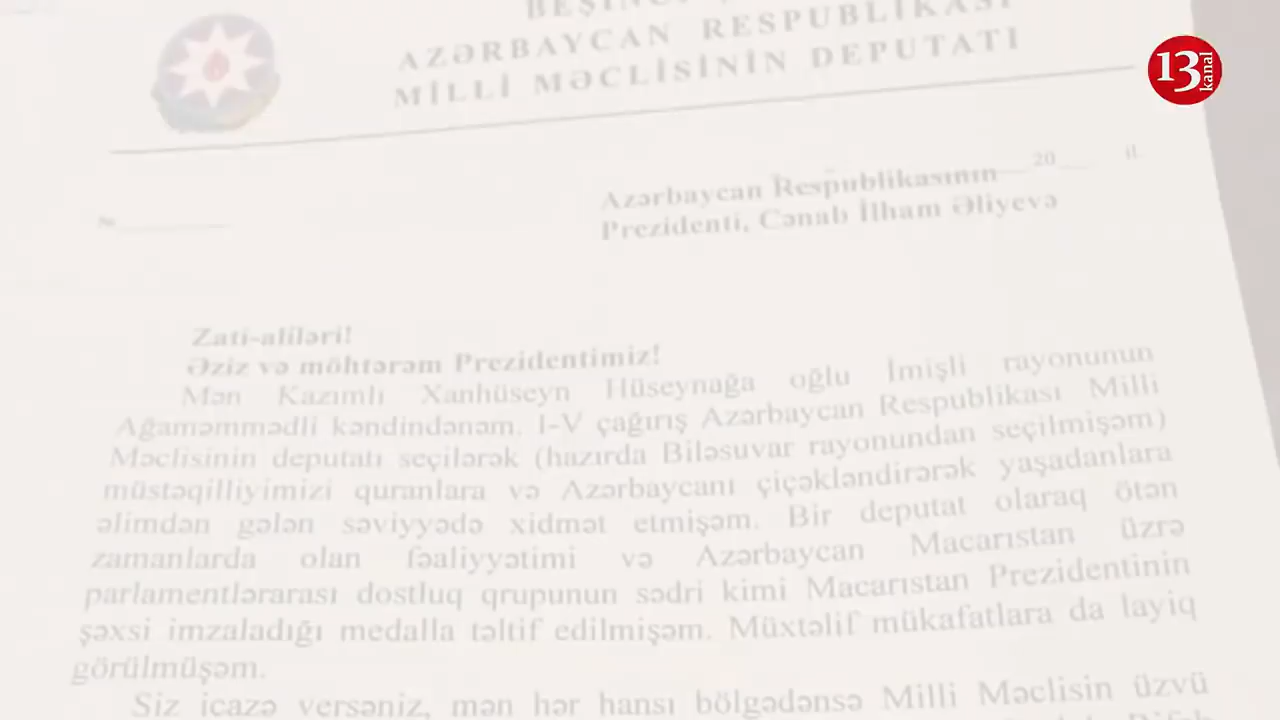 AZƏRBAYCAN RESPUBLİKASI
MİLLİ MƏCLİSİNİN DEPUTATI
13
kanal
20 il
Azərbaycan Respublikasının
Prezidenti, Cənab İlham Əliyevə
№
Zati-aliləri!
Əziz və möhtərəm Prezidentimiz!
Mən Kazımlı Xanhüseyn Hüseynağa oğlu İmişli rayonunun
Ağaməmmədli kəndindənəm. I-V çağırış Azərbaycan Respublikası Milli
Məclisinin deputatı seçilərək (hazırda Biləsuvar rayonundan seçilmişəm)
müstəqilliyimizi quranlara və Azərbaycanı çiçəkləndirərək yaşadanlara
əlimdən gələn səviyyədə xidmət etmişəm. Bir deputat olaraq ötən
zamanlarda olan fəaliyyətimi və Azərbaycan Macarıstan üzrə
parlamentlərarası dostluq qrupunun sədri kimi Macarıstan Prezidentinin
şəxsi imzaladığı medalla təltif edilmişəm. Müxtəlif mükafatlara da layiq
görülmüşəm.
Siz icazə versəniz, mən hər hansı bölgədənsə Milli Məclisin üzvü